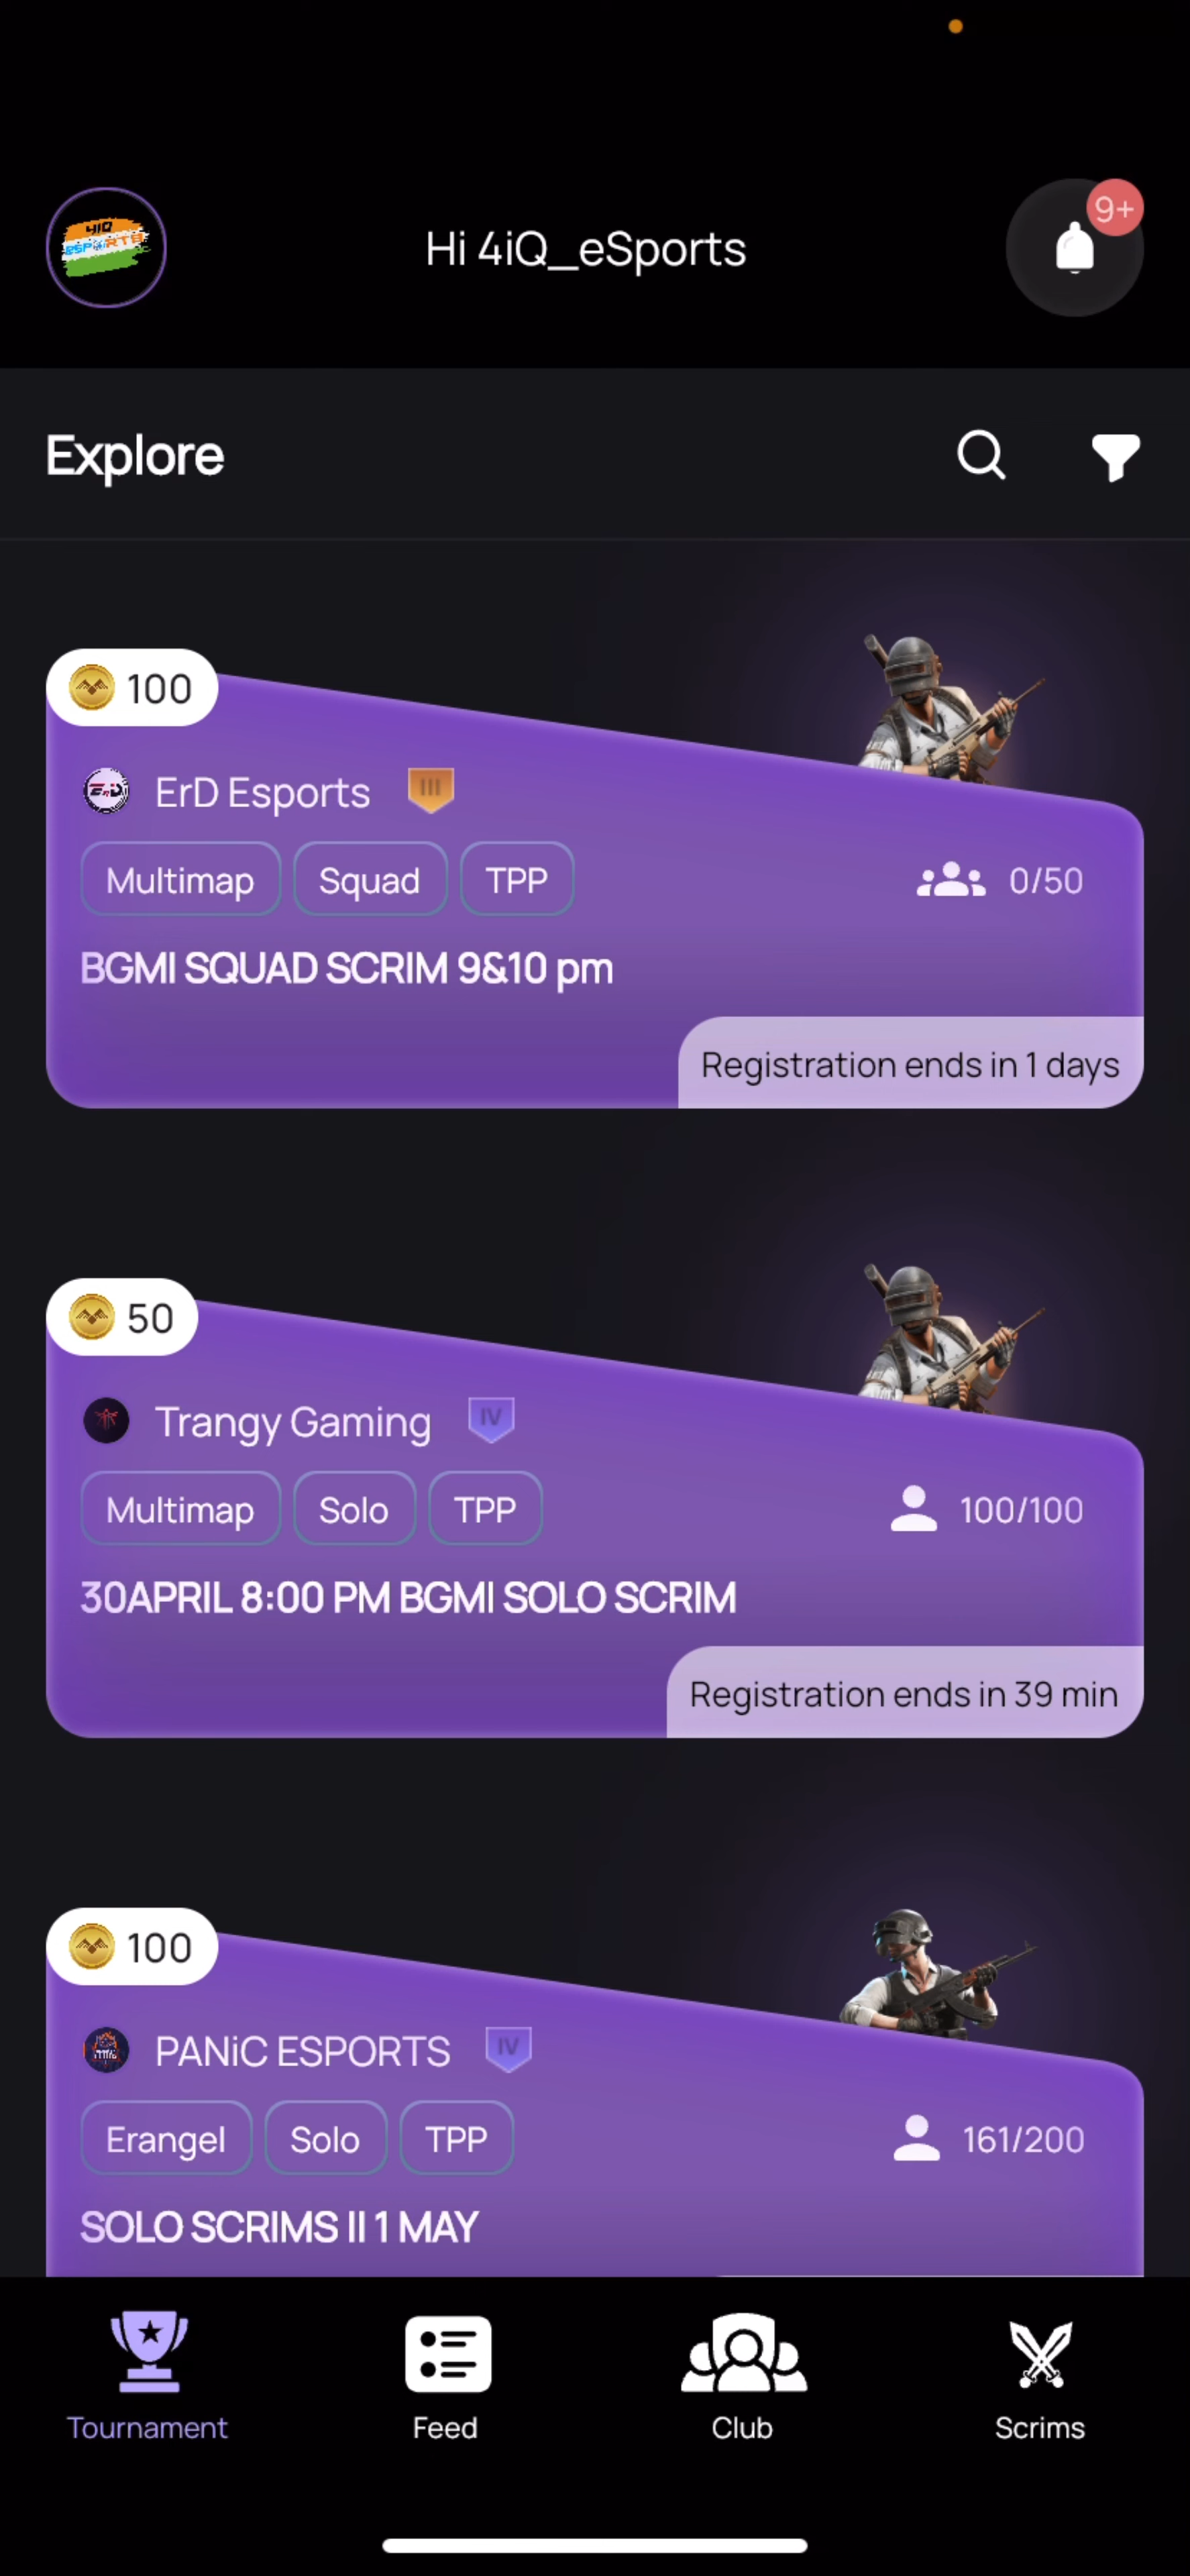 4IQ
ESPORTS
Hi 4iQ_eSports
9+
Explore
100
ErD Esports
III
Multimap
Squad
TPP
0/50
BGMI SQUAD SCRIM 9&10 pm
Registration ends in 1 days
50
Trangy Gaming
IV
Multimap
Solo
TPP
100/100
30APRIL 8:00 PM BGMI SOLO SCRIM
Registration ends in 39 min
100
PANiC ESPORTS
IV
Erangel
Solo
TPP
161/200
SOLO SCRIMS II 1 MAY
Tournament
Feed
Club
Scrims